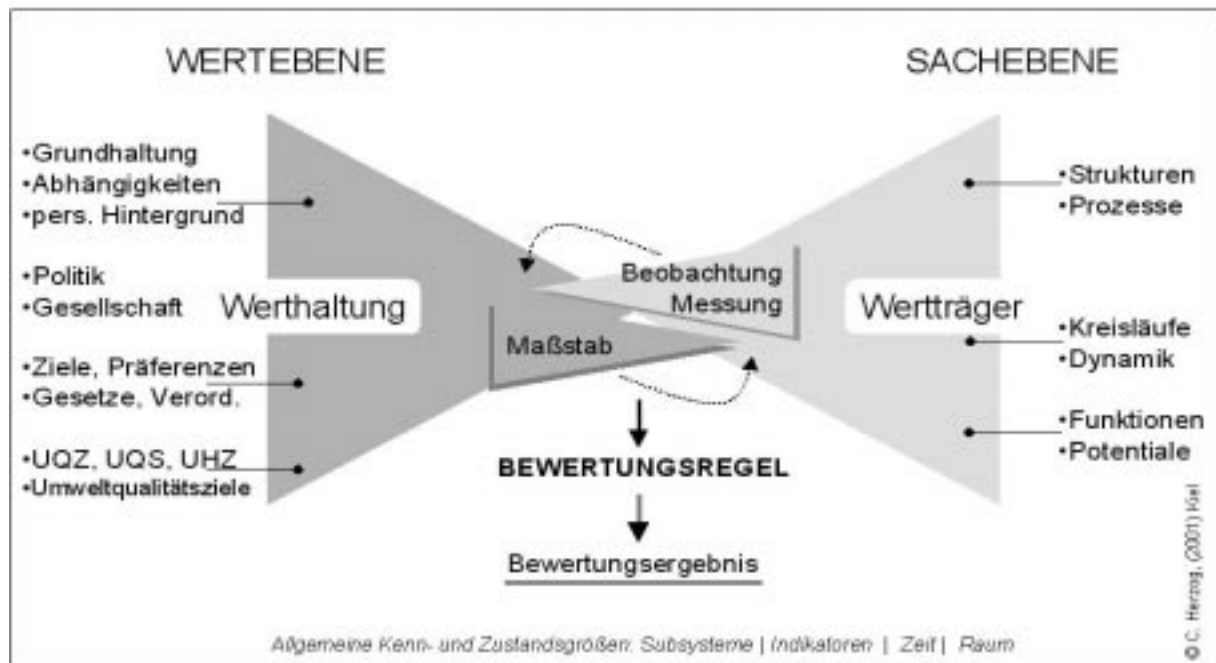 WERTEBENE
SACHEBENE
•Grundhaltung
•Abhängigkeiten
•pers. Hintergrund
•Politik
•Gesellschaft
•Ziele, Präferenzen
•Gesetze, Verord.
•UQZ, UQS, UHZ
•Umweltqualitätsziele
Werthaltung
Maßstab
Beobachtung
Messung
Wertträger
•Strukturen
•Prozesse
•Kreisläufe
•Dynamik
•Funktionen
•Potentiale
BEWERTUNGSREGEL
Bewertungsergebnis
Allgemeine Kenn- und Zustandsgrößen: Subsysteme | Indikatoren | Zeit | Raum
© C. Herzog, (2001) Kiel